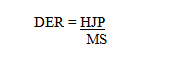 DER = HJP
MS